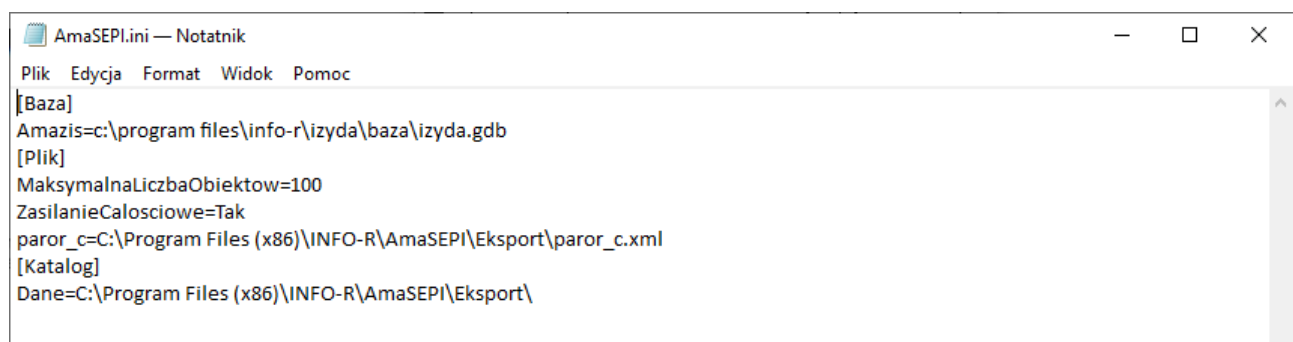 AmaSEPI.ini — Notatnik
Plik Edycja Format Widok Pomoc
[Baza]
Amazis=c:\program files\info-r\izyda\baza\izyda.gdb
[Plik]
MaksymalnaLiczbaObiektow=100
ZasilanieCalosciowe=Tak
paror_c=C:\Program Files (x86)\INFO-R\AmaSEPI\Eksport\paror_c.xml
[Katalog]
Dane=C:\Program Files (x86)\INFO-R\AmaSEPI\Eksport\